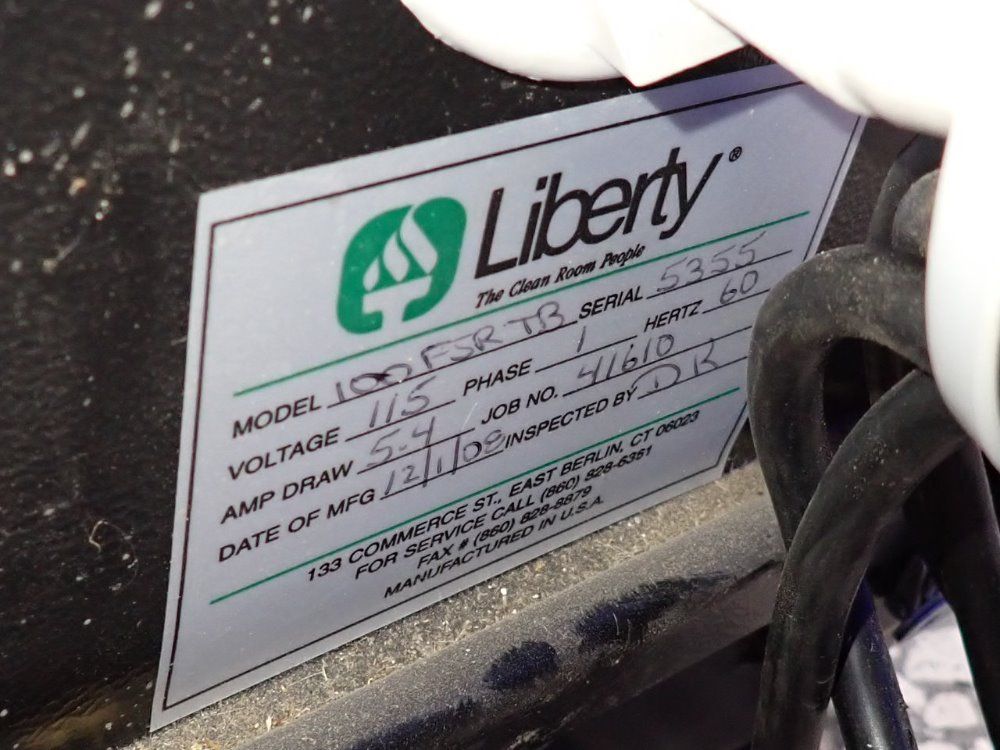 Liberty®
The Clean Room People
MODEL 100FSRTB SERIAL 5355
VOLTAGE 115 PHASE 1 HERTZ 60
AMP DRAW 5.4 JOB NO. 41610
DATE OF MFG 12/1/08 INSPECTED BY DK
133 COMMERCE ST., EAST BERLIN, CT 06023
FOR SERVICE CALL (860) 828-6351
FAX # (860) 828-8879
MANUFACTURED IN U.S.A.